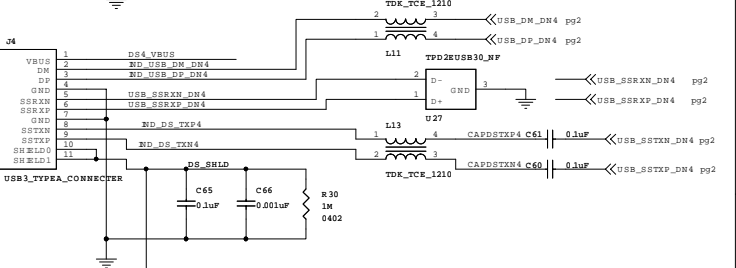 TDK_TCE_1210
2 3 USB_DM_DN4 pg2
1 4 USB_DP_DN4 pg2
L11
J4
VBUS 1 DS4_VBUS
DM 2 IND_USB_DM_DN4
DP 3 IND_USB_DP_DN4
GND 4
SSRXN 5 USB_SSRXN_DN4
SSRXP 6 USB_SSRXP_DN4
GND 7
SSTXN 8 IND_DS_TXP4
SSTXP 9
SHIELD0 10 IND_DS_TXN4
SHIELD1 11
USB3_TYPEA_CONNECTER
TPD2EUSB30_NF
2 D-
1 D+
GND 3
U27
USB_SSRXN_DN4 pg2
USB_SSRXP_DN4 pg2
L13
1 4 CAPDSTXP4 C61 0.1uF USB_SSTXN_DN4 pg2
2 3 CAPDSTXN4 C60 0.1uF USB_SSTXP_DN4 pg2
TDK_TCE_1210
DS_SHLD
C65
0.1uF
C66
0.001uF
R30
1M
0402